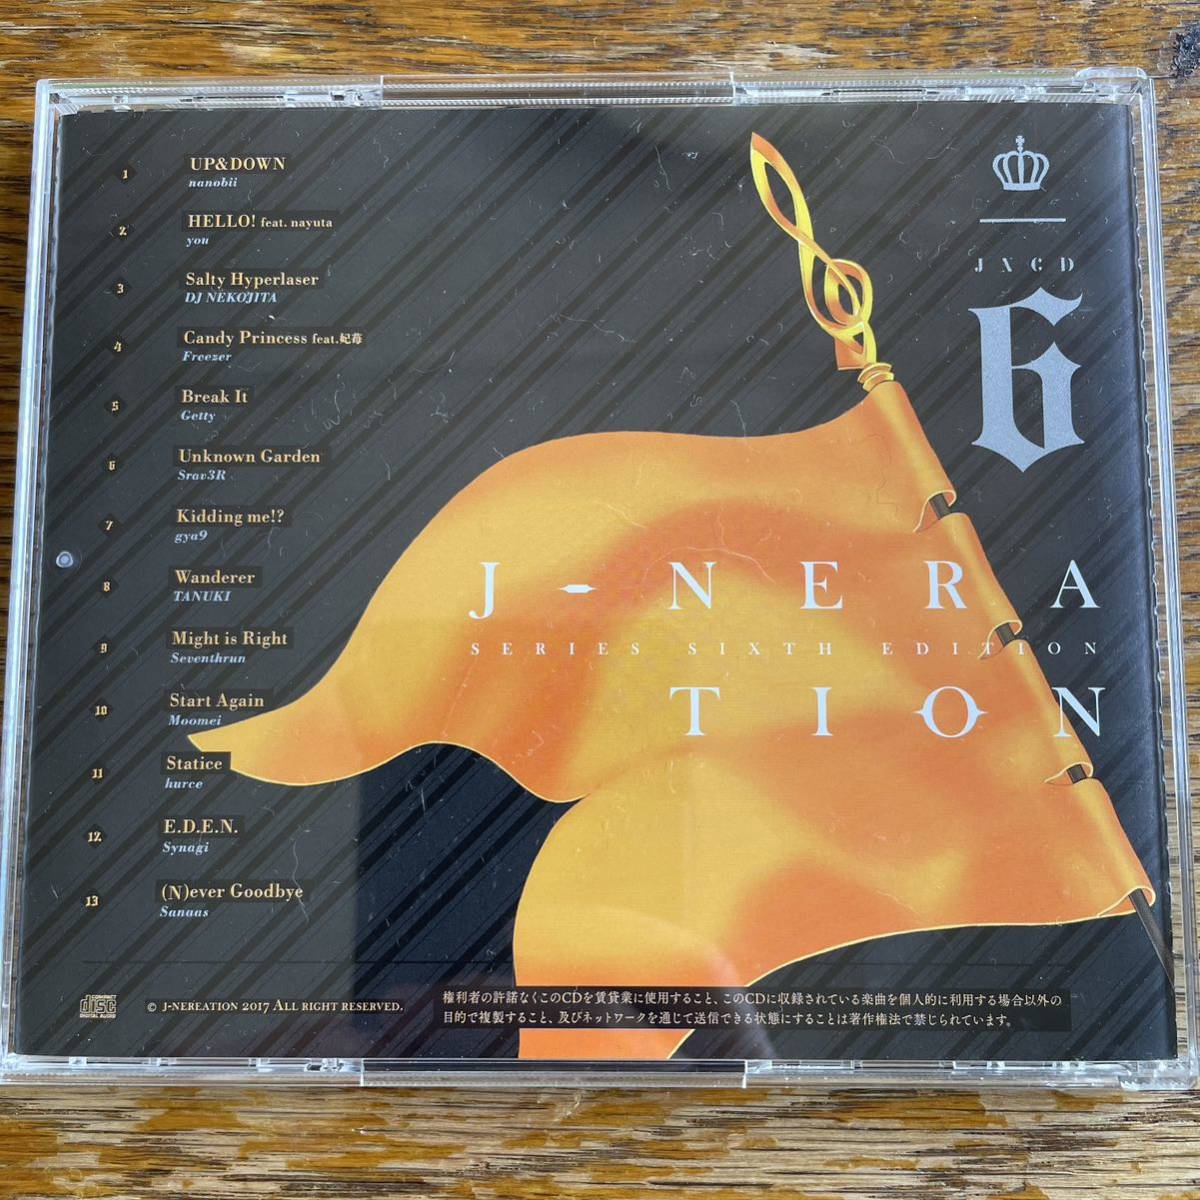 1
UP&DOWN
nanobii
2
HELLO! feat. nayuta
you
3
Salty Hyperlaser
DJ NEKOJITA
4
Candy Princess feat.妃苺
Freezer
5
Break It
Getty
6
Unknown Garden
Srav3R
7
Kidding me!?
gya9
8
Wanderer
TANUKI
9
Might is Right
Seventhrun
10
Start Again
Moomei
11
Statice
hurce
12
E.D.E.N.
Synagi
13
(N)ever Goodbye
Sanaas
JNCD
6
J-NERA
SERIES SIXTH EDITION
TION
COMPACT
disc
DIGITAL AUDIO
© J-NEREATION 2017 ALL RIGHT RESERVED.
権利者の許諾なくこのCDを賃貸業に使用すること、このCDに収録されている楽曲を個人的に利用する場合以外の
目的で複製すること、及びネットワークを通じて送信できる状態にすることは著作権法で禁じられています。